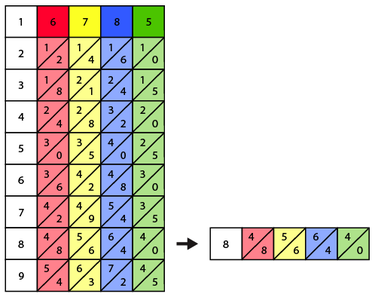 1 6 7 8 5
2 1/2 1/4 1/6 1/0
3 1/8 2/1 2/4 1/5
4 2/4 2/8 3/2 2/0
5 3/0 3/5 4/0 2/5
6 3/6 4/2 4/8 3/0
7 4/2 4/9 5/4 3/5
8 4/8 5/6 6/4 4/0
9 5/4 6/3 7/2 4/5
8 4/8 5/6 6/4 4/0